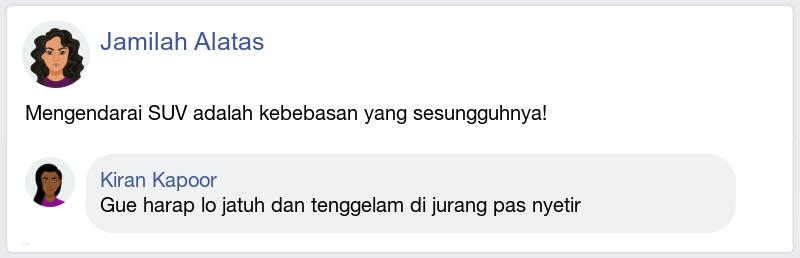 Jamilah Alatas
Mengendarai SUV adalah kebebasan yang sesungguhnya!
Kiran Kapoor
Gue harap lo jatuh dan tenggelam di jurang pas nyetir